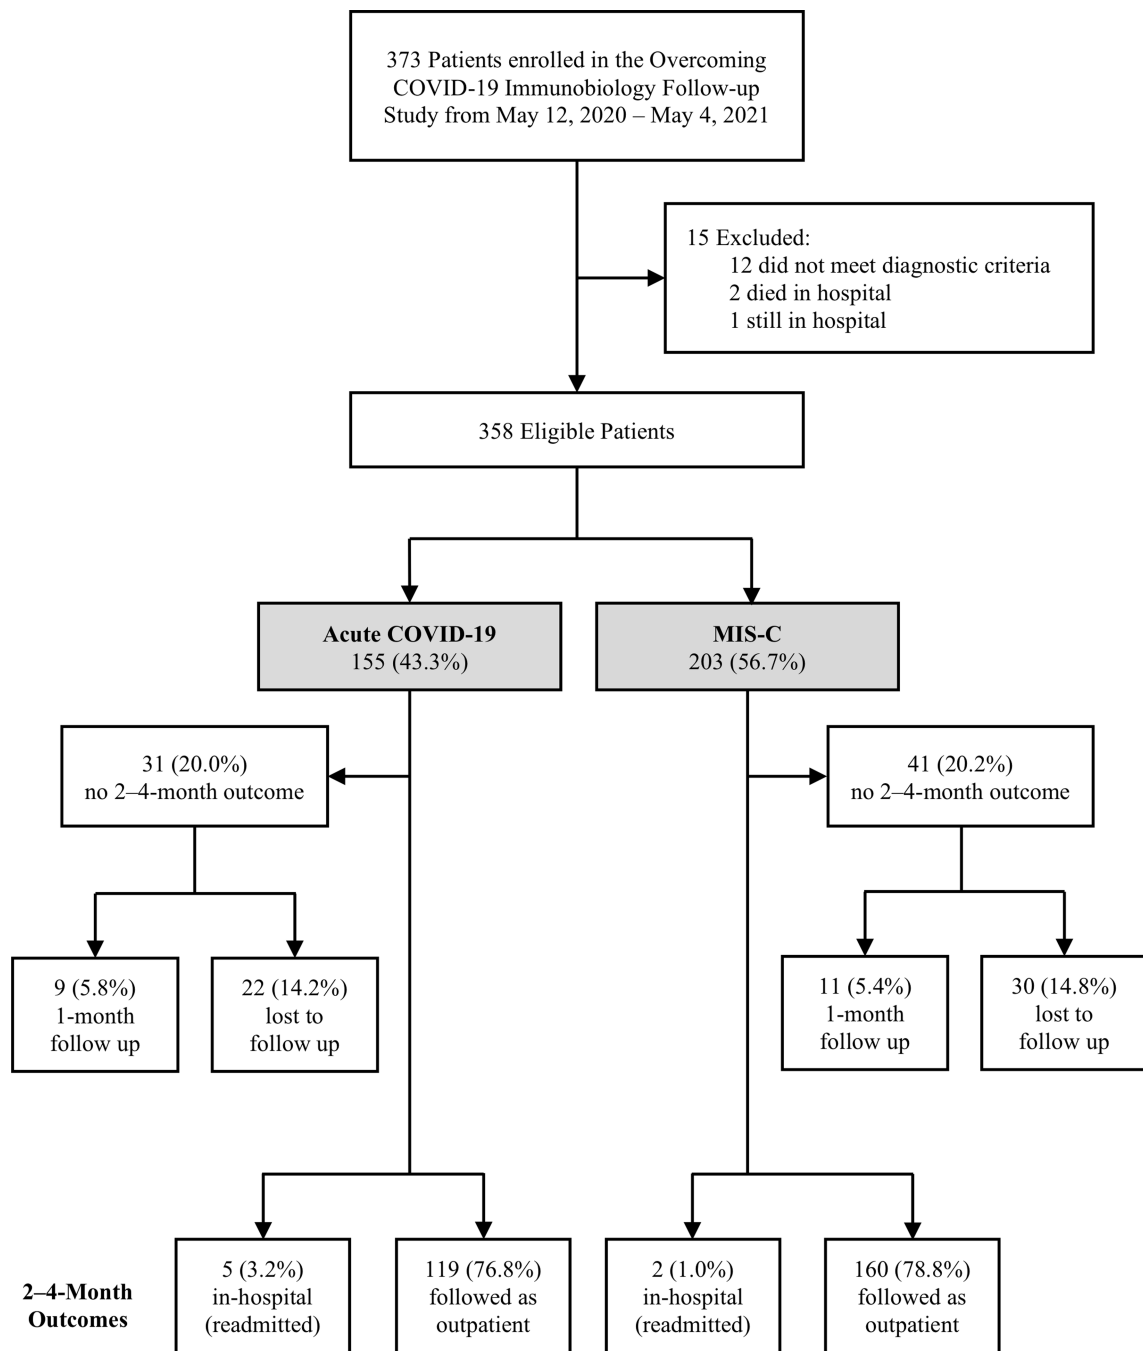 373 Patients enrolled in the Overcoming
COVID-19 Immunobiology Follow-up
Study from May 12, 2020 – May 4, 2021
15 Excluded:
12 did not meet diagnostic criteria
2 died in hospital
1 still in hospital
358 Eligible Patients
Acute COVID-19
155 (43.3%)
MIS-C
203 (56.7%)
31 (20.0%)
no 2–4-month outcome
41 (20.2%)
no 2–4-month outcome
9 (5.8%)
1-month
follow up
22 (14.2%)
lost to
follow up
11 (5.4%)
1-month
follow up
30 (14.8%)
lost to
follow up
2–4-Month
Outcomes
5 (3.2%)
in-hospital
(readmitted)
119 (76.8%)
followed as
outpatient
2 (1.0%)
in-hospital
(readmitted)
160 (78.8%)
followed as
outpatient